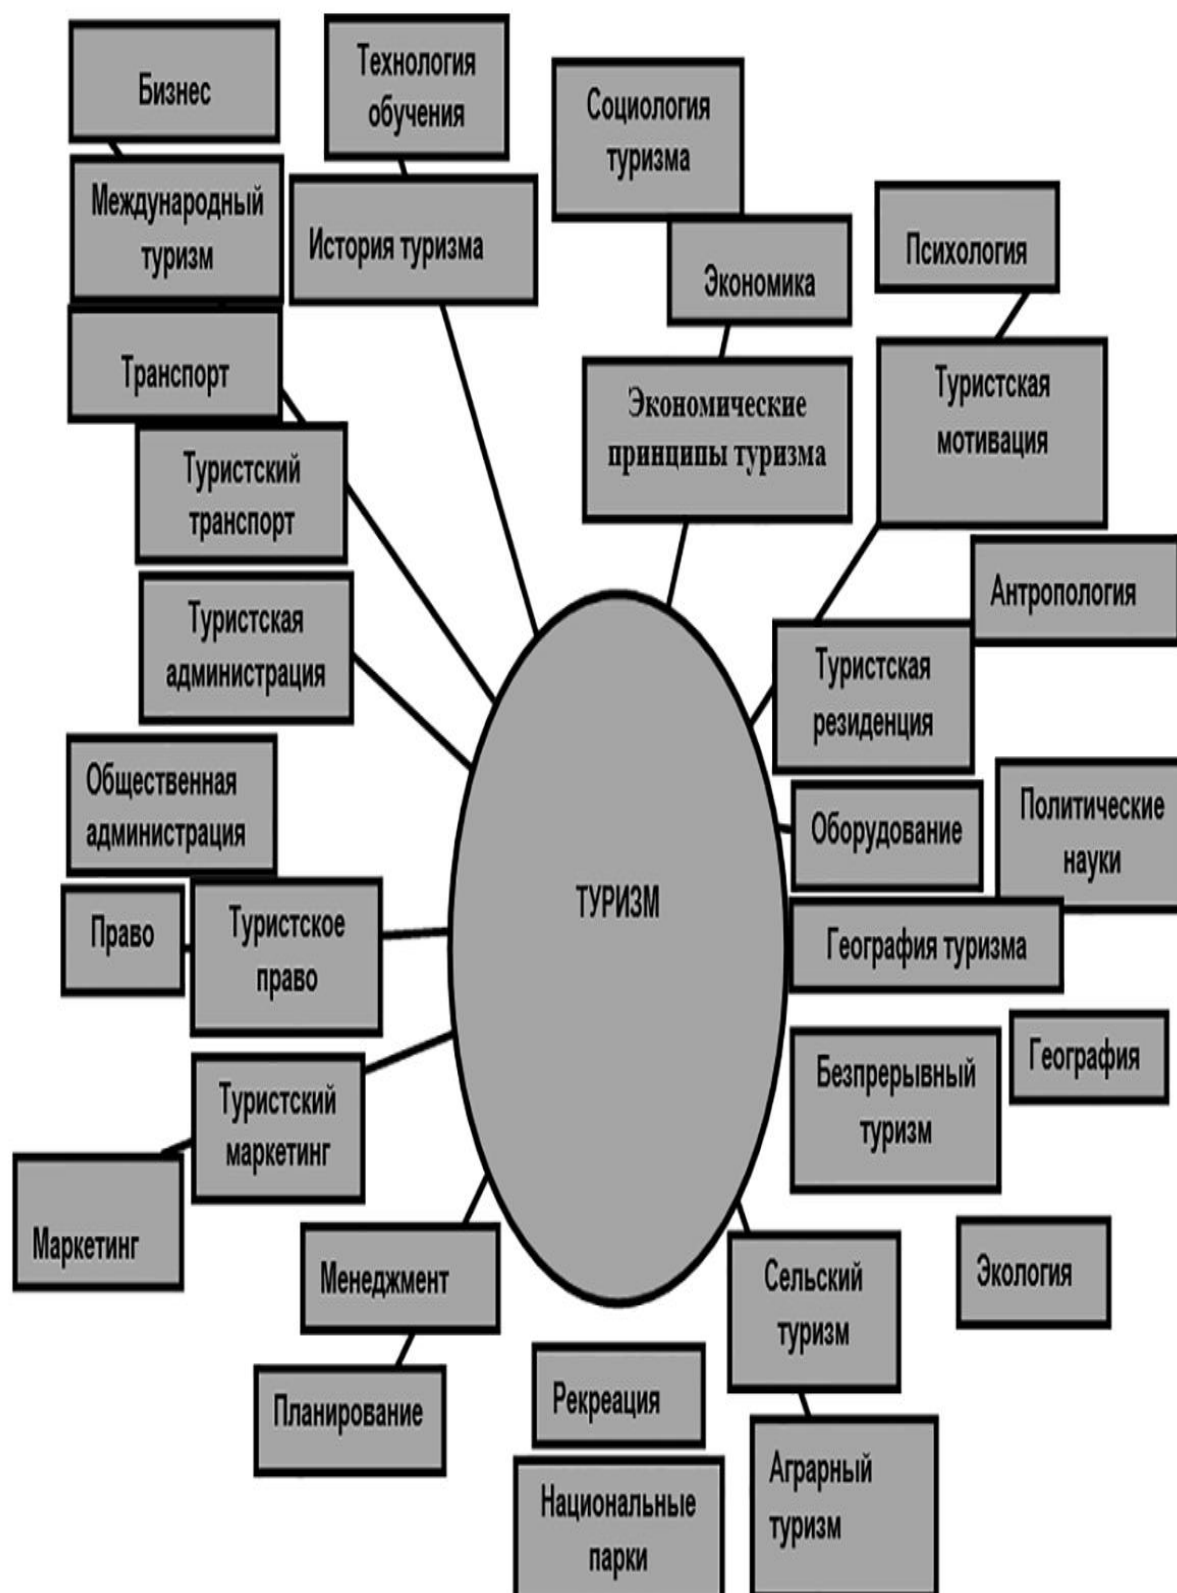 Бизнес
Технология
обучения
Социология
туризма
Международный
туризм
История туризма
Экономика
Психология
Транспорт
Экономические
принципы туризма
Туристская
мотивация
Туристский
транспорт
Туристская
администрация
Антропология
Туристская
резиденция
Общественная
администрация
Оборудование
Политические
науки
ТУРИЗМ
Право
Туристское
право
География туризма
Безпрерывный
туризм
География
Туристский
маркетинг
Маркетинг
Менеджмент
Сельский
туризм
Экология
Планирование
Рекреация
Национальные
парки
Аграрный
туризм